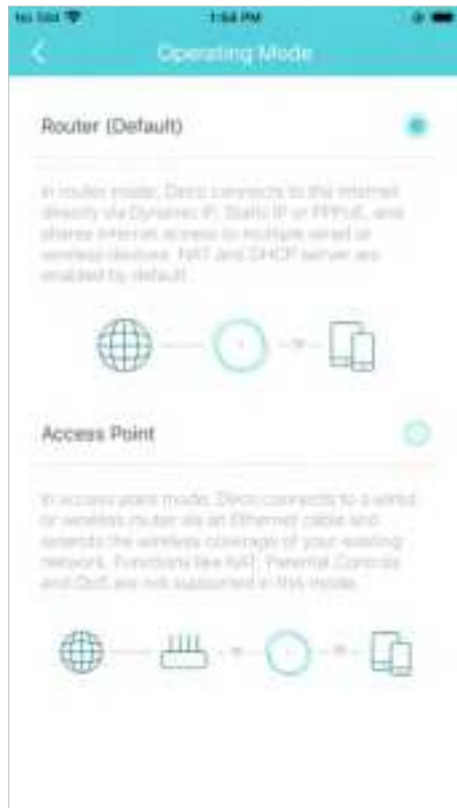 No SIM 1:54 PM
Operating Mode
Router (Default)
In router mode, Deco connects to the internet
directly via Dynamic IP, Static IP or PPPoE, and
shares internet access to multiple wired or
wireless devices. NAT and DHCP server are
enabled by default.
Access Point
In access point mode, Deco connects to a wired
or wireless router via an Ethernet cable and
extends the wireless coverage of your existing
network. Functions like NAT, Parental Controls
and QoS are not supported in this mode.